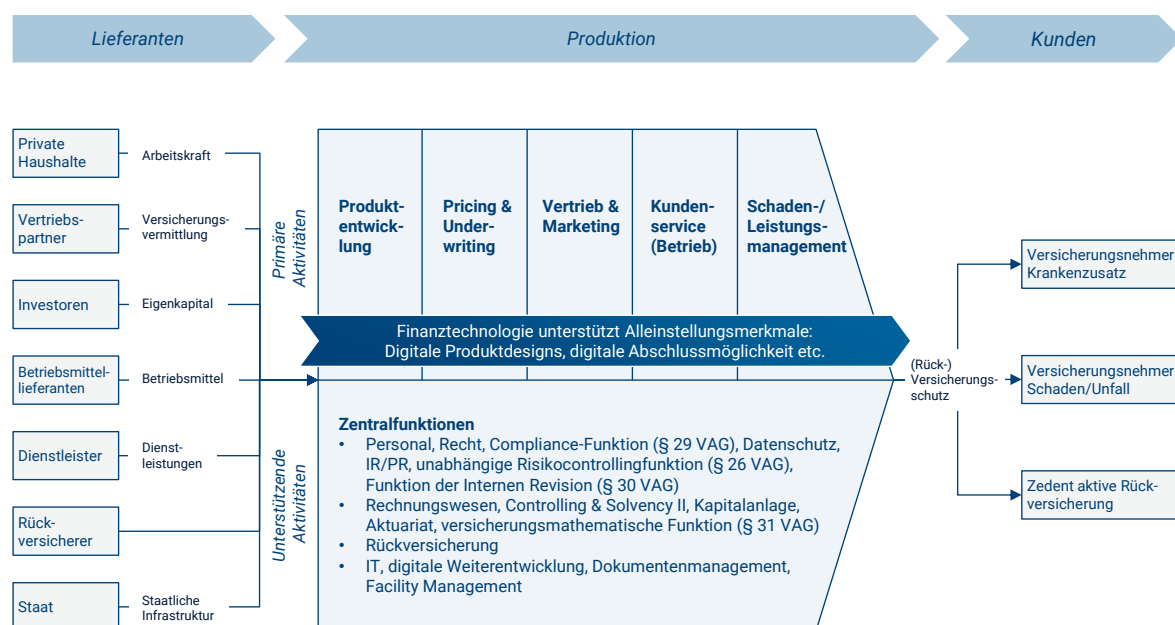 Lieferanten
Produktion
Kunden
Private
Haushalte
Arbeitskraft
Vertriebs-
partner
Versicherungs-
vermittlung
Investoren
Eigenkapital
Betriebsmittel-
lieferanten
Betriebsmittel
Dienstleister
Dienst-
leistungen
Rück-
versicherer
Staat
Staatliche
Infrastruktur
Primäre
Aktivitäten
Unterstützende
Aktivitäten
Produkt-
entwick-
lung
Pricing &
Under-
writing
Vertrieb &
Marketing
Kunden-
service
(Betrieb)
Schaden-/
Leistungs-
management
Finanztechnologie unterstützt Alleinstellungsmerkmale:
Digitale Produktdesigns, digitale Abschlussmöglichkeit etc.
Zentralfunktionen
• Personal, Recht, Compliance-Funktion (§ 29 VAG), Datenschutz,
IR/PR, unabhängige Risikocontrollingfunktion (§ 26 VAG),
Funktion der Internen Revision (§ 30 VAG)
• Rechnungswesen, Controlling & Solvency II, Kapitalanlage,
Aktuariat, versicherungsmathematische Funktion (§ 31 VAG)
• Rückversicherung
• IT, digitale Weiterentwicklung, Dokumentenmanagement,
Facility Management
(Rück-)
Versicherungs-
schutz
Versicherungsnehmer
Krankenzusatz
Versicherungsnehmer
Schaden/Unfall
Zedent aktive Rück-
versicherung